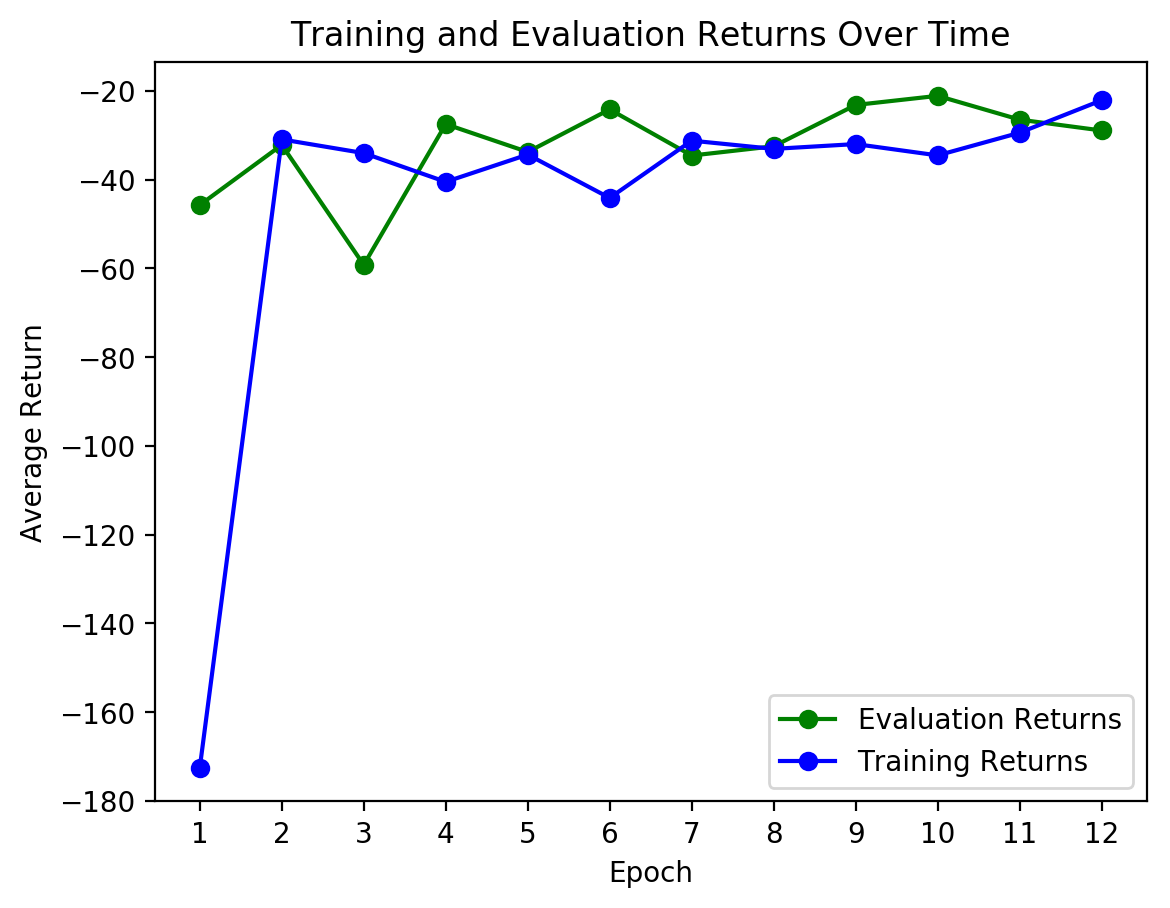 Training and Evaluation Returns Over Time
−20
−40
−60
−80
−100
−120
−140
−160
−180
Average Return
1 2 3 4 5 6 7 8 9 10 11 12
Epoch
Evaluation Returns
Training Returns